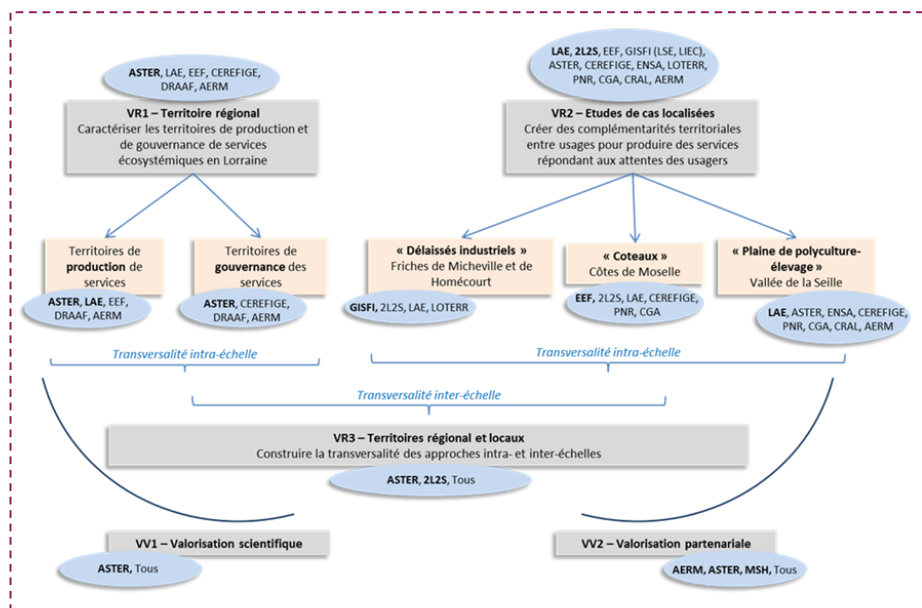 ASTER, LAE, EEF, CEREFIGE,
DRAAF, AERM
VR1 – Territoire régional
Caractériser les territoires de production et
de gouvernance de services
écosystémiques en Lorraine
LAE, 2L2S, EEF, GISFI (LSE, LIEC),
ASTER, CEREFIGE, ENSA, LOTERR,
PNR, CGA, CRAL, AERM
VR2 – Etudes de cas localisées
Créer des complémentarités territoriales
entre usages pour produire des services
répondant aux attentes des usagers
Territoires de
production de
services
ASTER, LAE, EEF,
DRAAF, AERM
Territoires de
gouvernance des
services
ASTER, CEREFIGE,
DRAAF, AERM
« Délaissés industriels »
Friches de Micheville et de
Homécourt
GISFI, 2L2S, LAE, LOTERR
« Coteaux »
Côtes de Moselle
EEF, 2L2S, LAE, CEREFIGE,
PNR, CGA
« Plaine de polyculture-
élevage »
Vallée de la Seille
LAE, ASTER, ENSA, CEREFIGE,
PNR, CGA, CRAL, AERM
Transversalité intra-échelle
Transversalité intra-échelle
Transversalité inter-échelle
VR3 – Territoires régional et locaux
Construire la transversalité des approches intra- et inter-échelles
ASTER, 2L2S, Tous
VV1 – Valorisation scientifique
ASTER, Tous
VV2 – Valorisation partenariale
AERM, ASTER, MSH, Tous